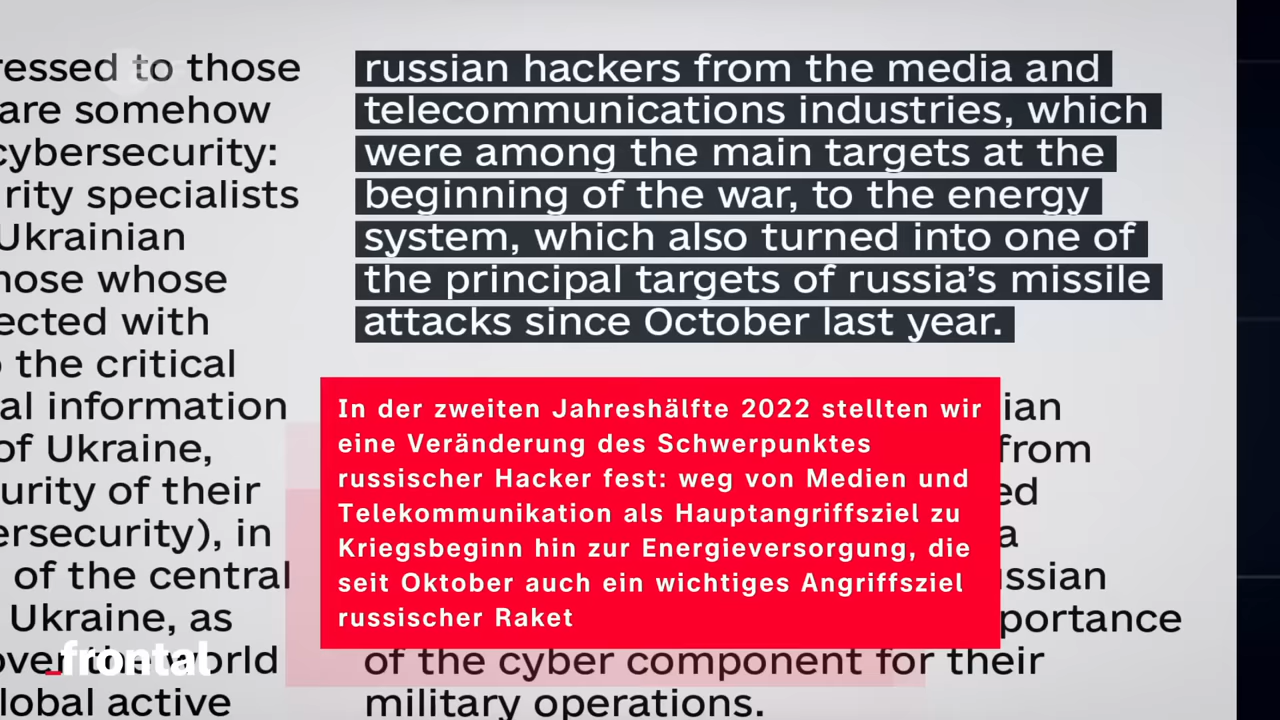 ressed to those
are somehow
cybersecurity:
rity specialists
Ukrainian
hose whose
ected with
the critical
al information
of Ukraine,
urity of their
ersecurity), in
of the central
Ukraine, as
over the world
lobal active
russian hackers from the media and
telecommunications industries, which
were among the main targets at the
beginning of the war, to the energy
system, which also turned into one of
the principal targets of russia's missile
attacks since October last year.
In der zweiten Jahreshälfte 2022 stellten wir
eine Veränderung des Schwerpunktes
russischer Hacker fest: weg von Medien und
Telekommunikation als Hauptangriffsziel zu
Kriegsbeginn hin zur Energieversorgung, die
seit Oktober auch ein wichtiges Angriffsziel
russischer Raket
ian
from
ed
a
ssian
portance
of the cyber component for their
military operations.
_frontal